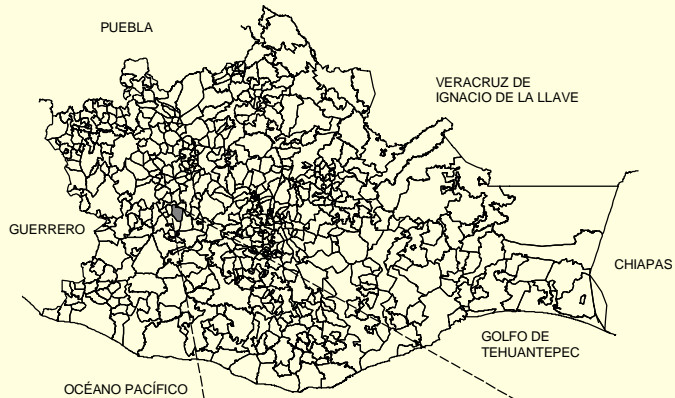 PUEBLA
VERACRUZ DE
IGNACIO DE LA LLAVE
GUERRERO
CHIAPAS
GOLFO DE
TEHUANTEPEC
OCÉANO PACÍFICO